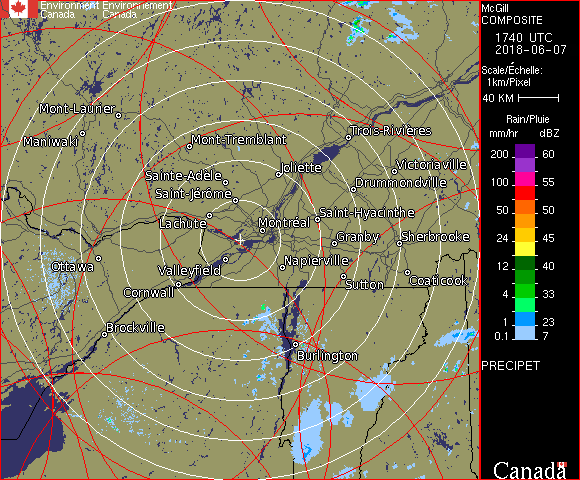 Environment Environnement
Canada Canada
McGill
COMPOSITE
1740 UTC
2018-06-07
Scale/Échelle:
1km/Pixel
40 KM
Rain/Pluie
mm/hr dBZ
200 60
155
100 55
50 50
24 45
12 40
4 33
1 23
0.1 7
PRECIPET
Canada
Mont-Laurier
Maniwaki
Mont-Tremblant
Trois-Rivières
Joliette
Victoriaville
Sainte-Adèle
Drummondville
Saint-Jérôme
Lachute
Saint-Hyacinthe
Montréal
Granby
Sherbrooke
Ottawa
Valleyfield
Napierville
Cornwall
Sutton
Coaticook
Brockville
Burlington